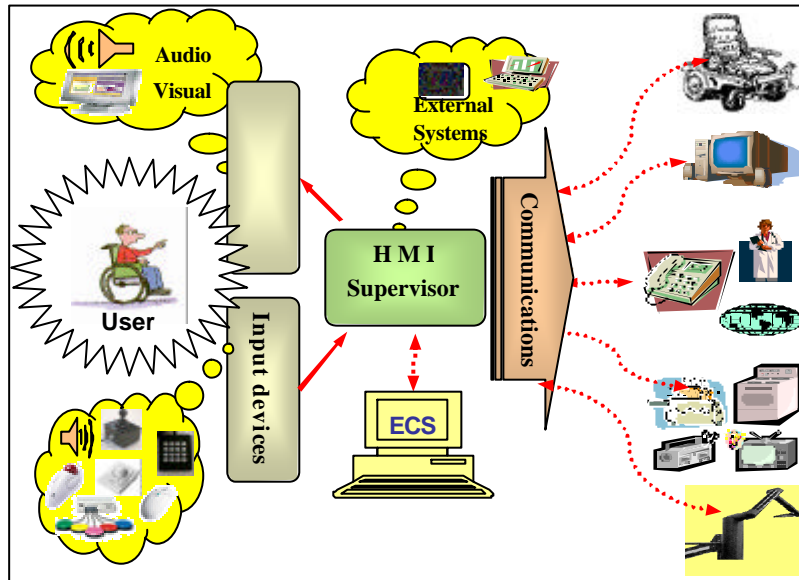 Audio
Visual
External
Systems
H M I
Supervisor
Communications
User
Input devices
ECS